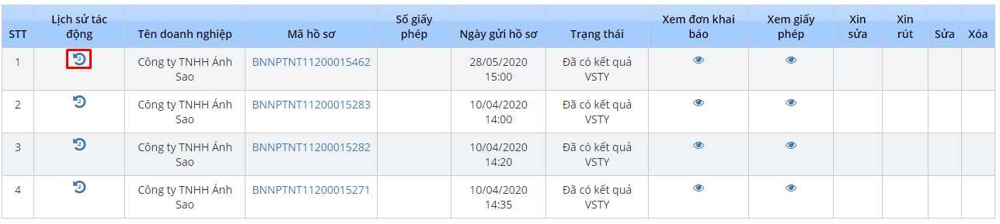 STT Lịch sử tác động Tên doanh nghiệp Mã hồ sơ Số giấy phép Ngày gửi hồ sơ Trạng thái Xem đơn khai báo Xem giấy phép Xin sửa Xin rút Sửa Xóa
1 Công ty TNHH Ánh Sao BNNPTNT11200015462 28/05/2020 15:00 Đã có kết quả VSTY
2 Công ty TNHH Ánh Sao BNNPTNT11200015283 10/04/2020 14:00 Đã có kết quả VSTY
3 Công ty TNHH Ánh Sao BNNPTNT11200015282 10/04/2020 14:20 Đã có kết quả VSTY
4 Công ty TNHH Ánh Sao BNNPTNT11200015271 10/04/2020 14:35 Đã có kết quả VSTY